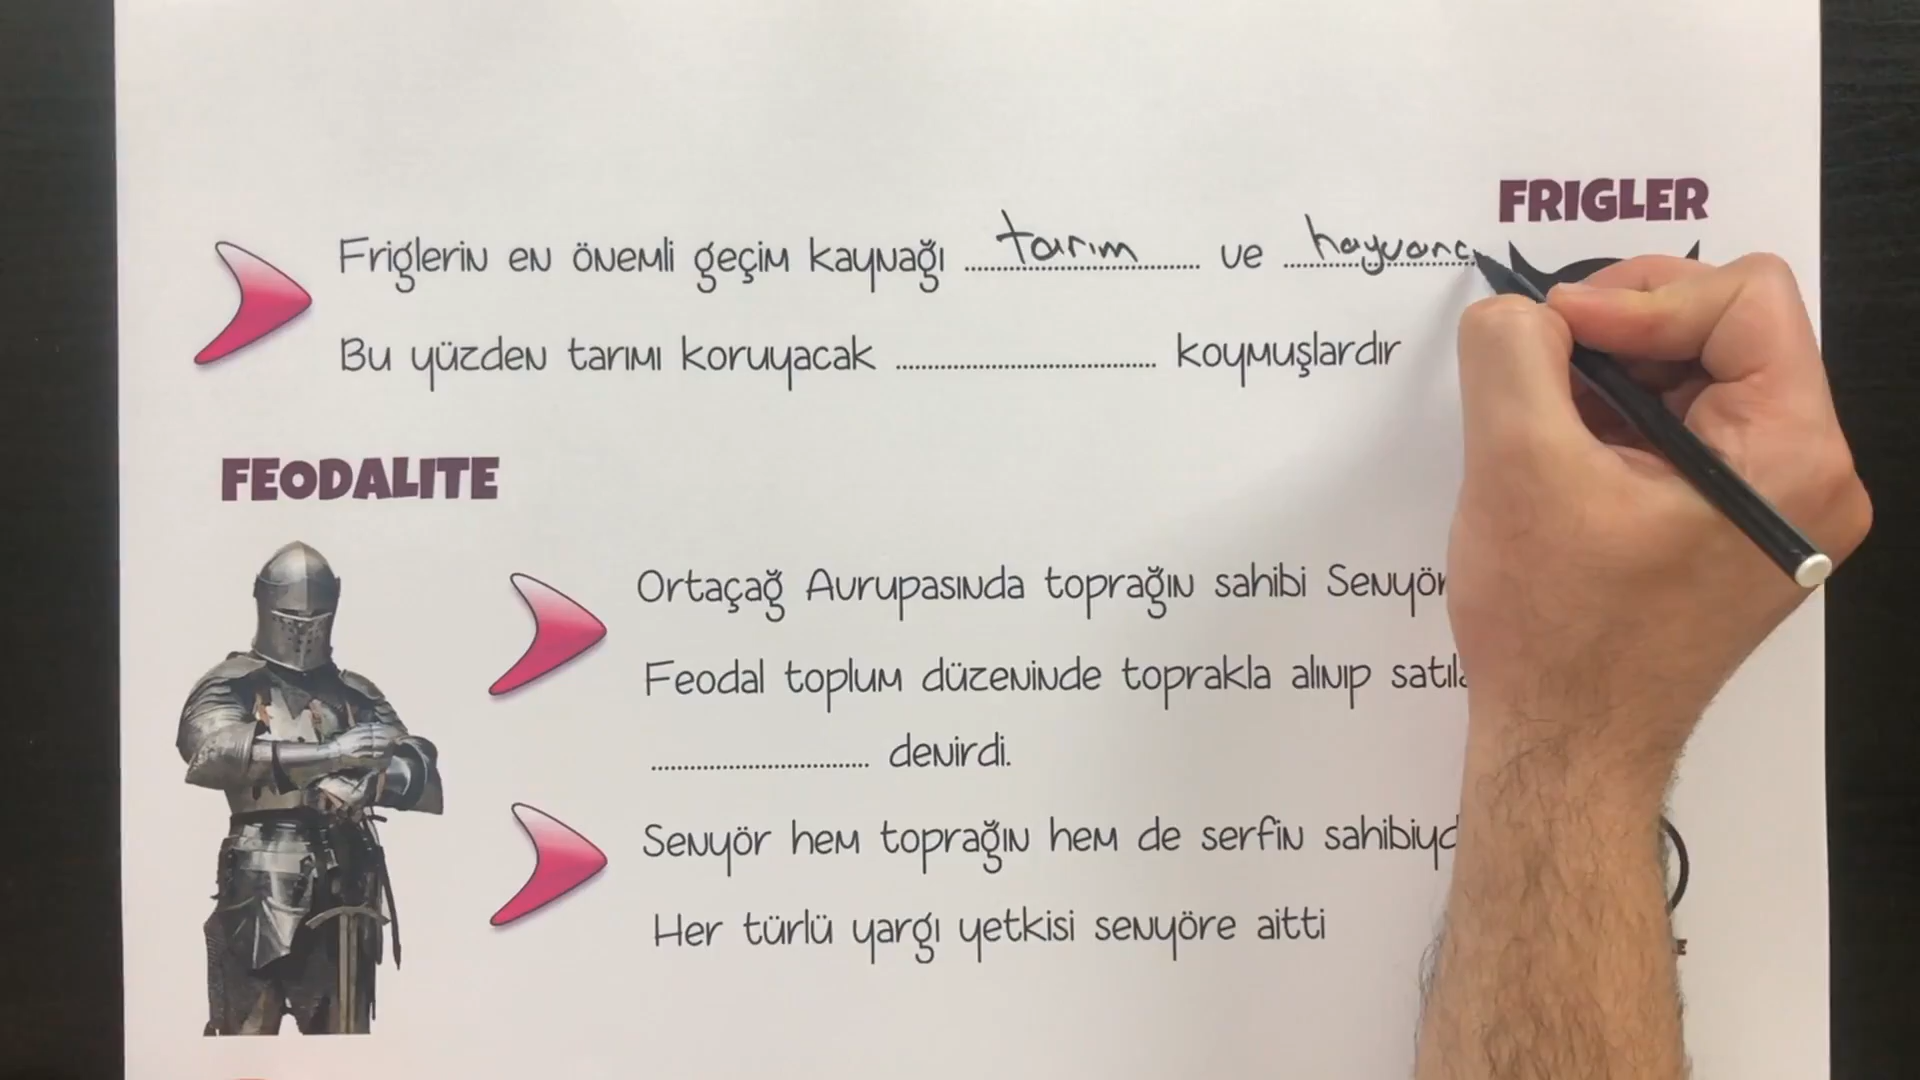 FRIGLER
Friglerin en önemli geçim kaynağı tarım ve hayvanc
Bu yüzden tarımı koruyacak .......... koymuşlardır
FEODALITE
Ortaçağ Avrupasında toprağın sahibi Senyör
Feodal toplum düzeninde toprakla alınıp
.......... denirdi.
Senyör hem toprağın hem de serfin
Her türlü yargı yetkisi senyöre aitti